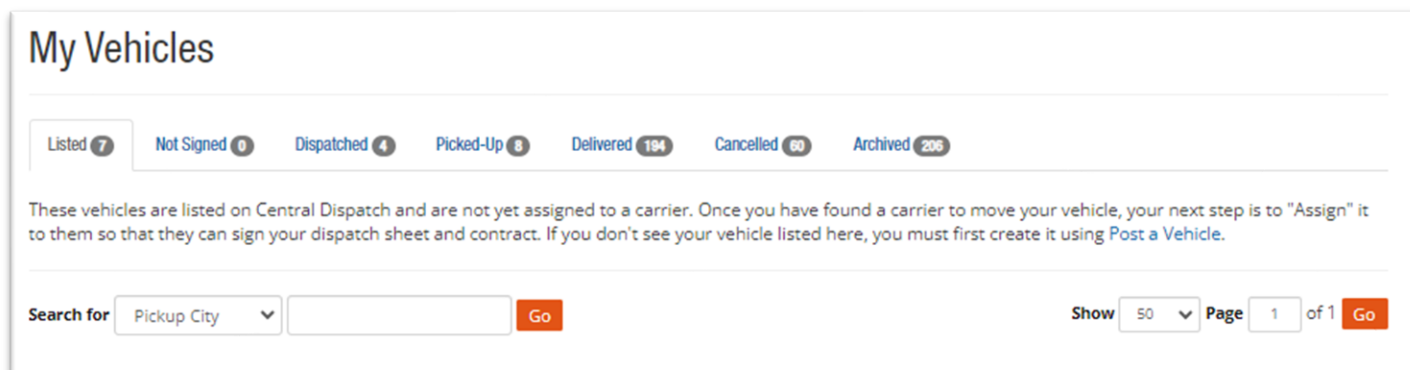 My Vehicles
Listed 7 Not Signed 0 Dispatched 4 Picked-Up 8 Delivered 194 Cancelled 60 Archived 206
These vehicles are listed on Central Dispatch and are not yet assigned to a carrier. Once you have found a carrier to move your vehicle, your next step is to "Assign" it
to them so that they can sign your dispatch sheet and contract. If you don't see your vehicle listed here, you must first create it using Post a Vehicle.
Search for Pickup City Go Show 50 Page 1 of 1 Go